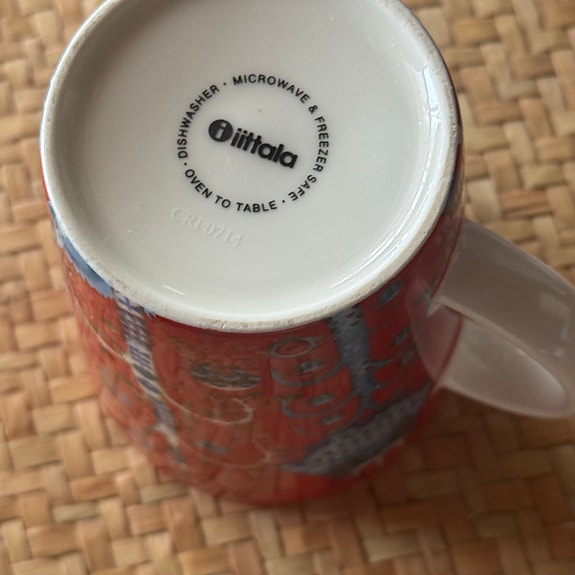 DISHWASHER · MICROWAVE & FREEZER SAFE · OVEN TO TABLE ·
i iittala